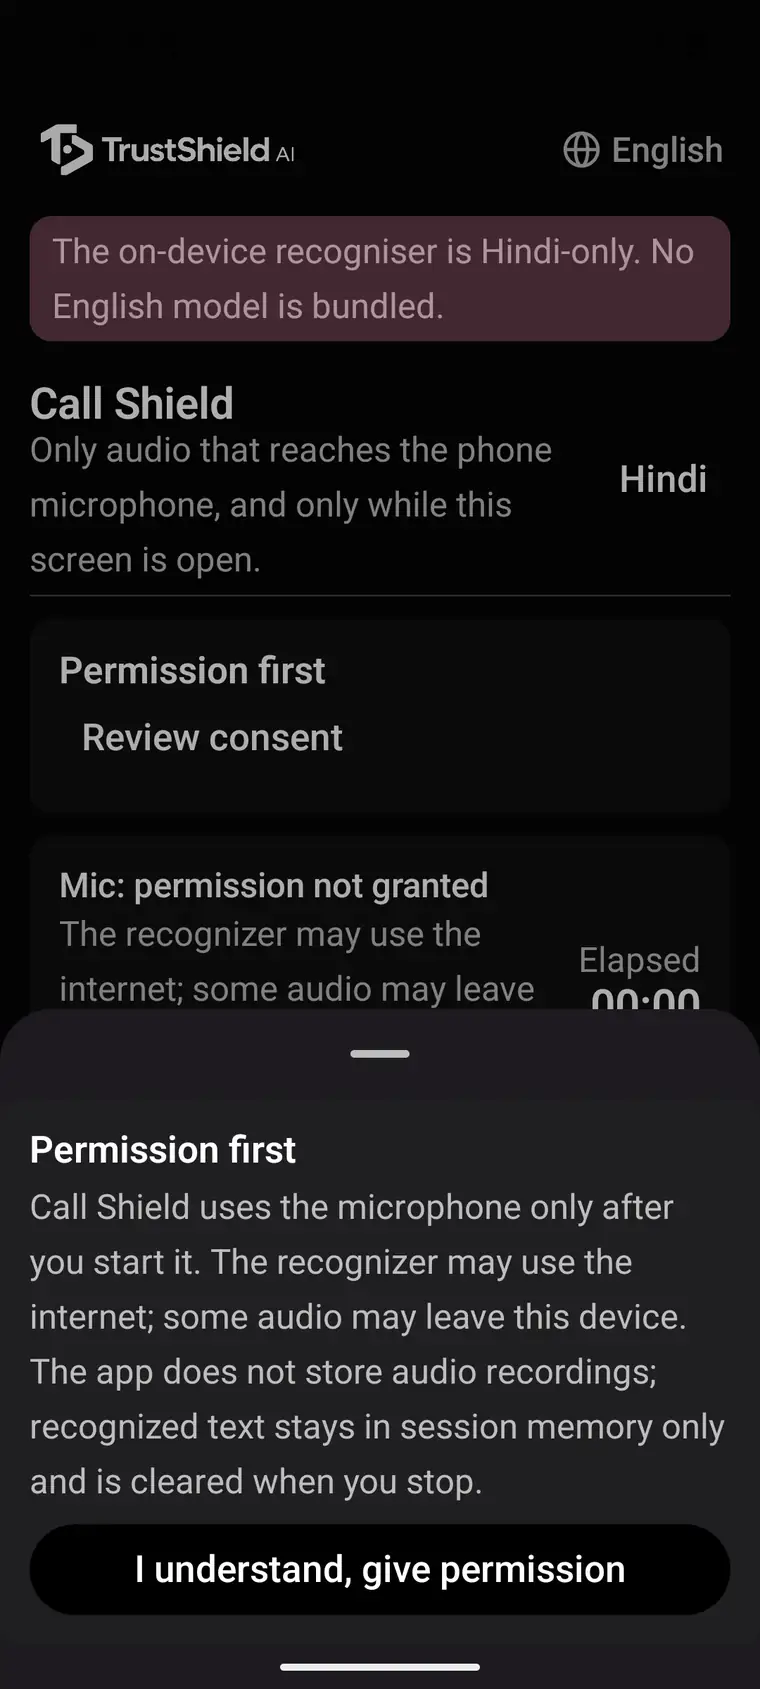 TrustShield AI
English
The on-device recogniser is Hindi-only. No
English model is bundled.
Call Shield
Only audio that reaches the phone
microphone, and only while this
screen is open.
Hindi
Permission first
Review consent
Mic: permission not granted
The recognizer may use the
internet; some audio may leave
Elapsed
00:00
Permission first
Call Shield uses the microphone only after
you start it. The recognizer may use the
internet; some audio may leave this device.
The app does not store audio recordings;
recognized text stays in session memory only
and is cleared when you stop.
I understand, give permission